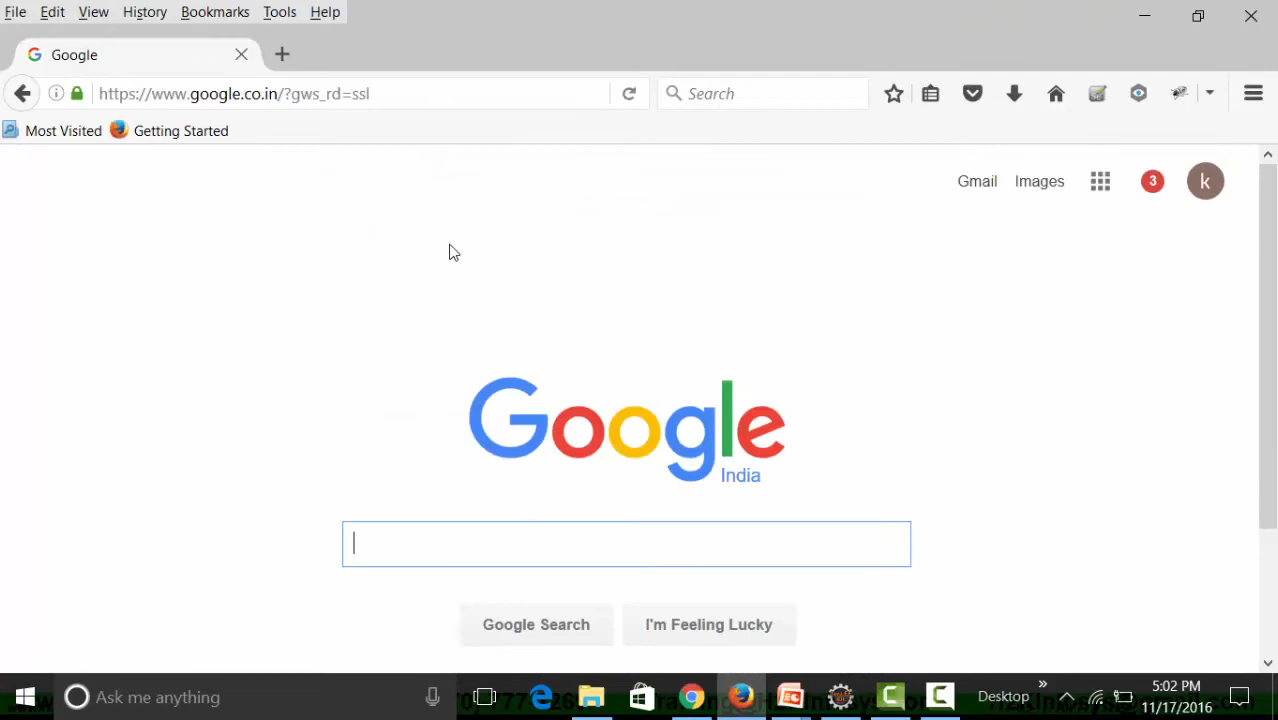 File Edit View History Bookmarks Tools Help
Google
https://www.google.co.in/?gws_rd=ssl
Search
Most Visited Getting Started
Gmail Images 3 k
Google
India
Google Search I'm Feeling Lucky
Ask me anything
Desktop
5:02 PM
11/17/2016